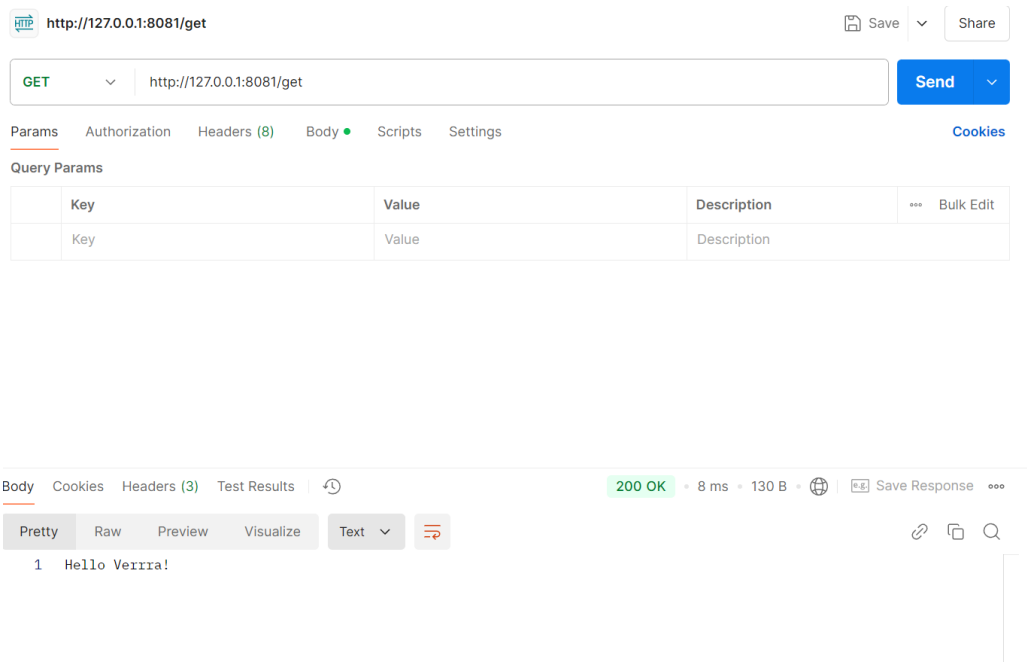 HTTP http://127.0.0.1:8081/get Save Share
GET http://127.0.0.1:8081/get Send
Params Authorization Headers (8) Body Scripts Settings Cookies
Query Params
Key Value Description Bulk Edit
Key Value Description
Body Cookies Headers (3) Test Results 200 OK 8 ms 130 B e.g. Save Response
Pretty Raw Preview Visualize Text
1 Hello Verrra!